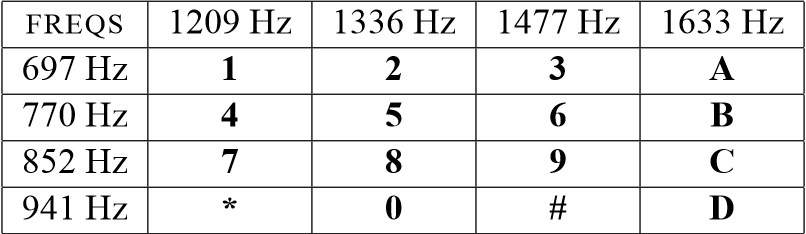 FREQS 1209 Hz 1336 Hz 1477 Hz 1633 Hz
697 Hz 1 2 3 A
770 Hz 4 5 6 B
852 Hz 7 8 9 C
941 Hz * 0 # D